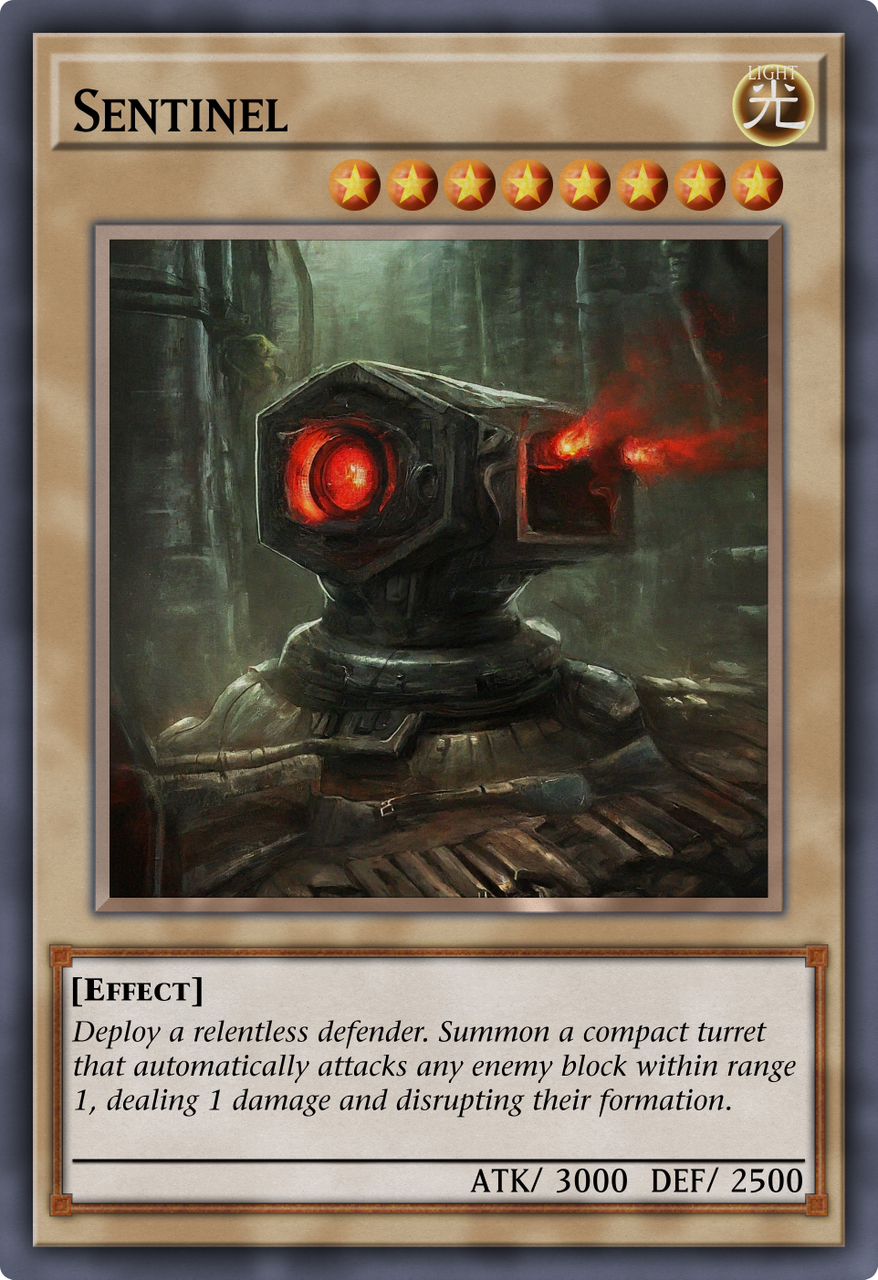 SENTINEL
LIGHT
光
[EFFECT]
Deploy a relentless defender. Summon a compact turret
that automatically attacks any enemy block within range
1, dealing 1 damage and disrupting their formation.
ATK/ 3000 DEF/ 2500